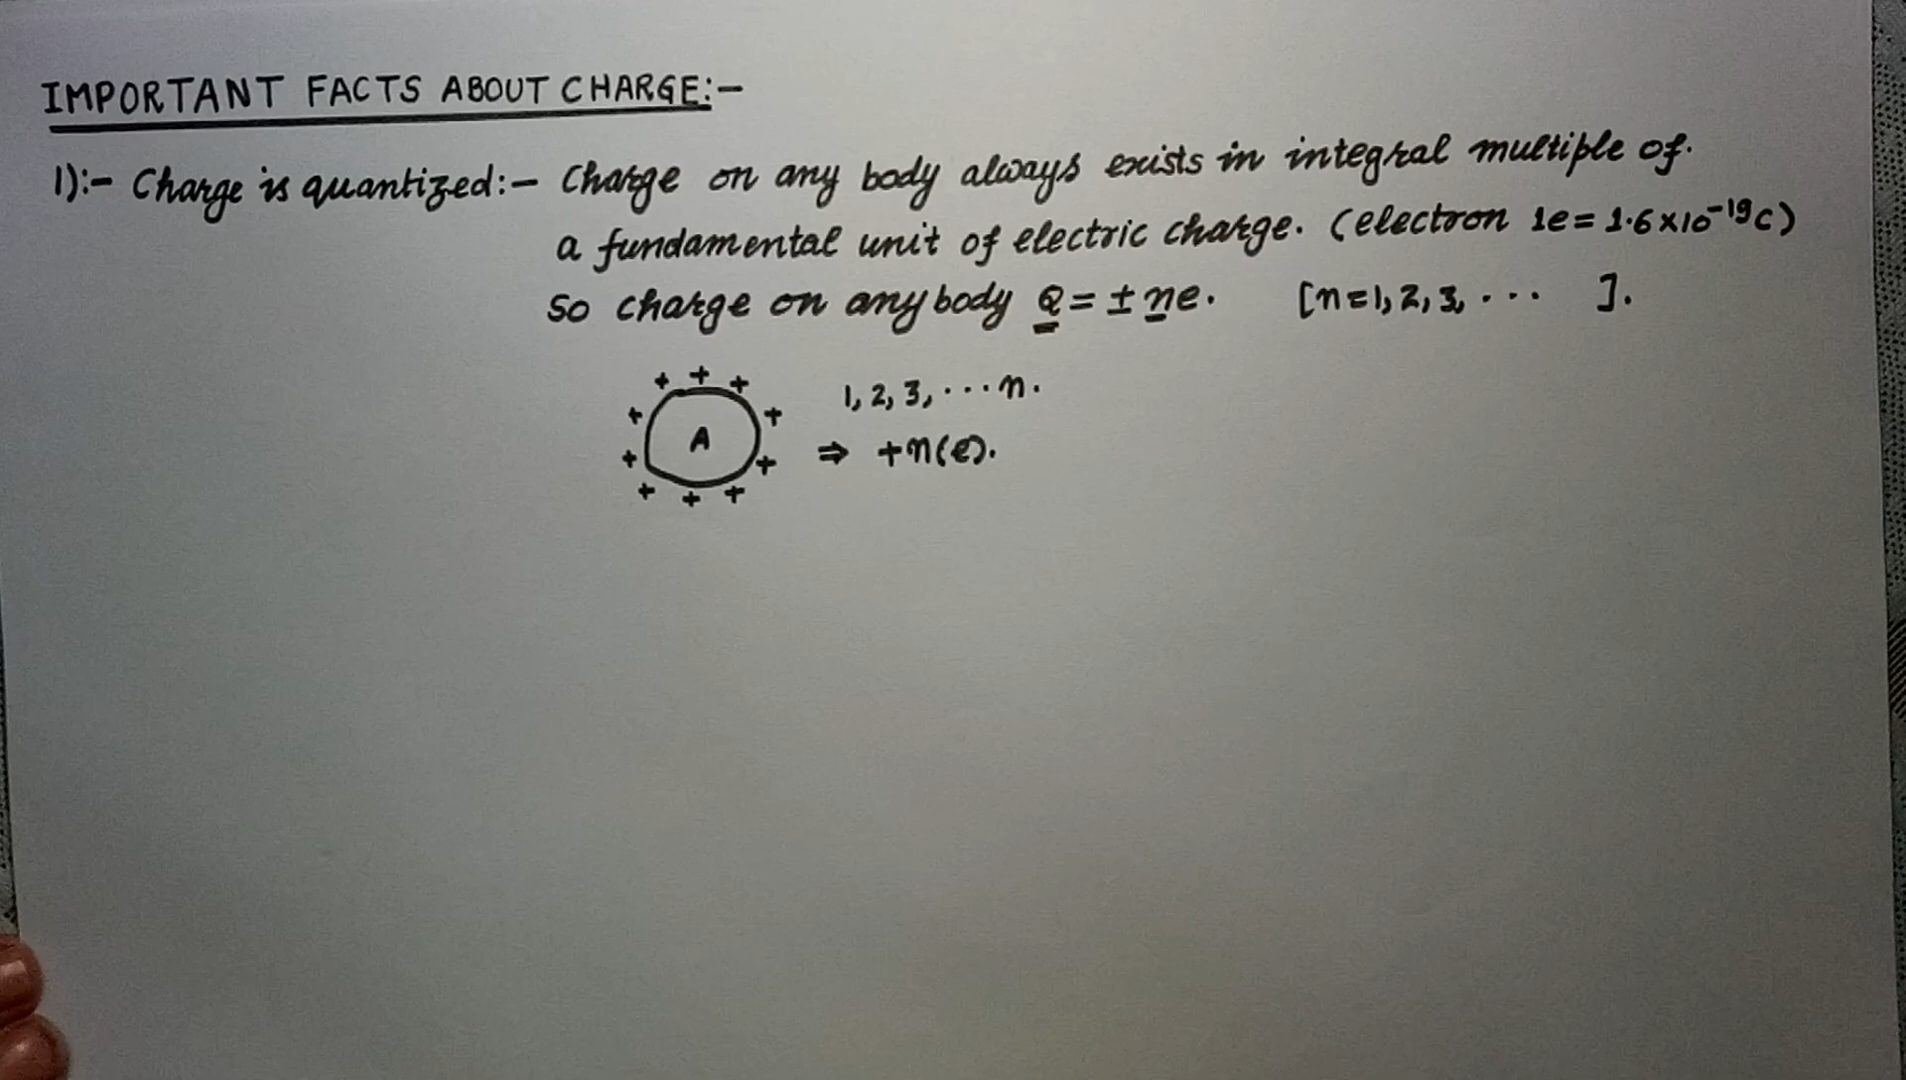 IMPORTANT FACTS ABOUT CHARGE:-
1):- Charge is quantized:- Charge on any body always exists in integral multiple of.
a fundamental unit of electric charge. (electron 1e = 1.6×10⁻¹⁹C)
So charge on any body Q = ± ne. [n=1, 2, 3, ... ].
+ + +
+ + 1, 2, 3, ... n.
A
+ + ⇒ +n(e).
+ + +